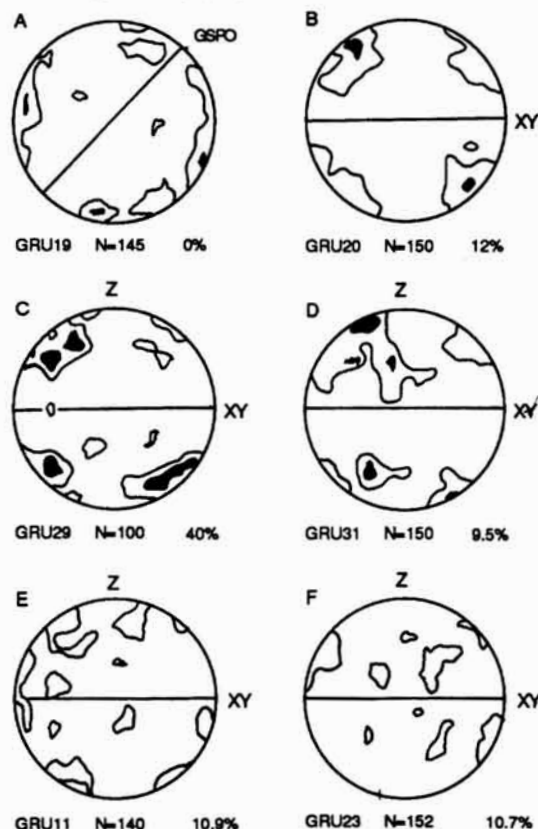 A GSPO
B
XY
GRU19 N=145 0%
GRU20 N=150 12%
C Z
D Z
XY
XY
GRU29 N=100 40%
GRU31 N=150 9.5%
E Z
F Z
XY
XY
GRU11 N=140 10.9%
GRU23 N=152 10.7%